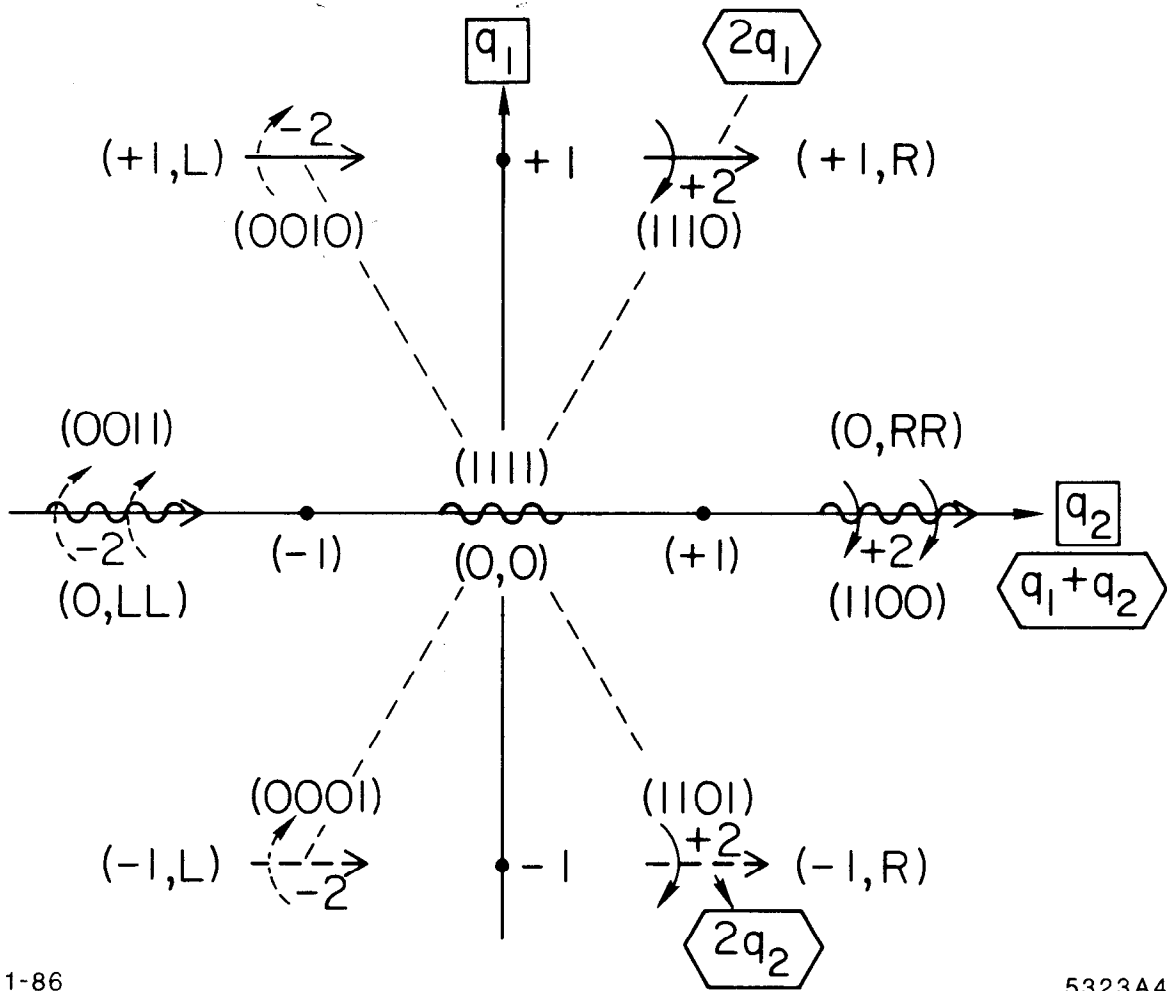 q₁ 2q₁
(+1,L) -2 +1 +2 (+1,R)
(0010) (1110)
(0011) (1111) (0,RR)
q₂
-2 (-1) (0,0) (+1) +2
(0,LL) (1100) q₁+q₂
(0001) (1101)
(-1,L) -2 -1 +2 (-1,R)
2q₂
1-86 5323A4